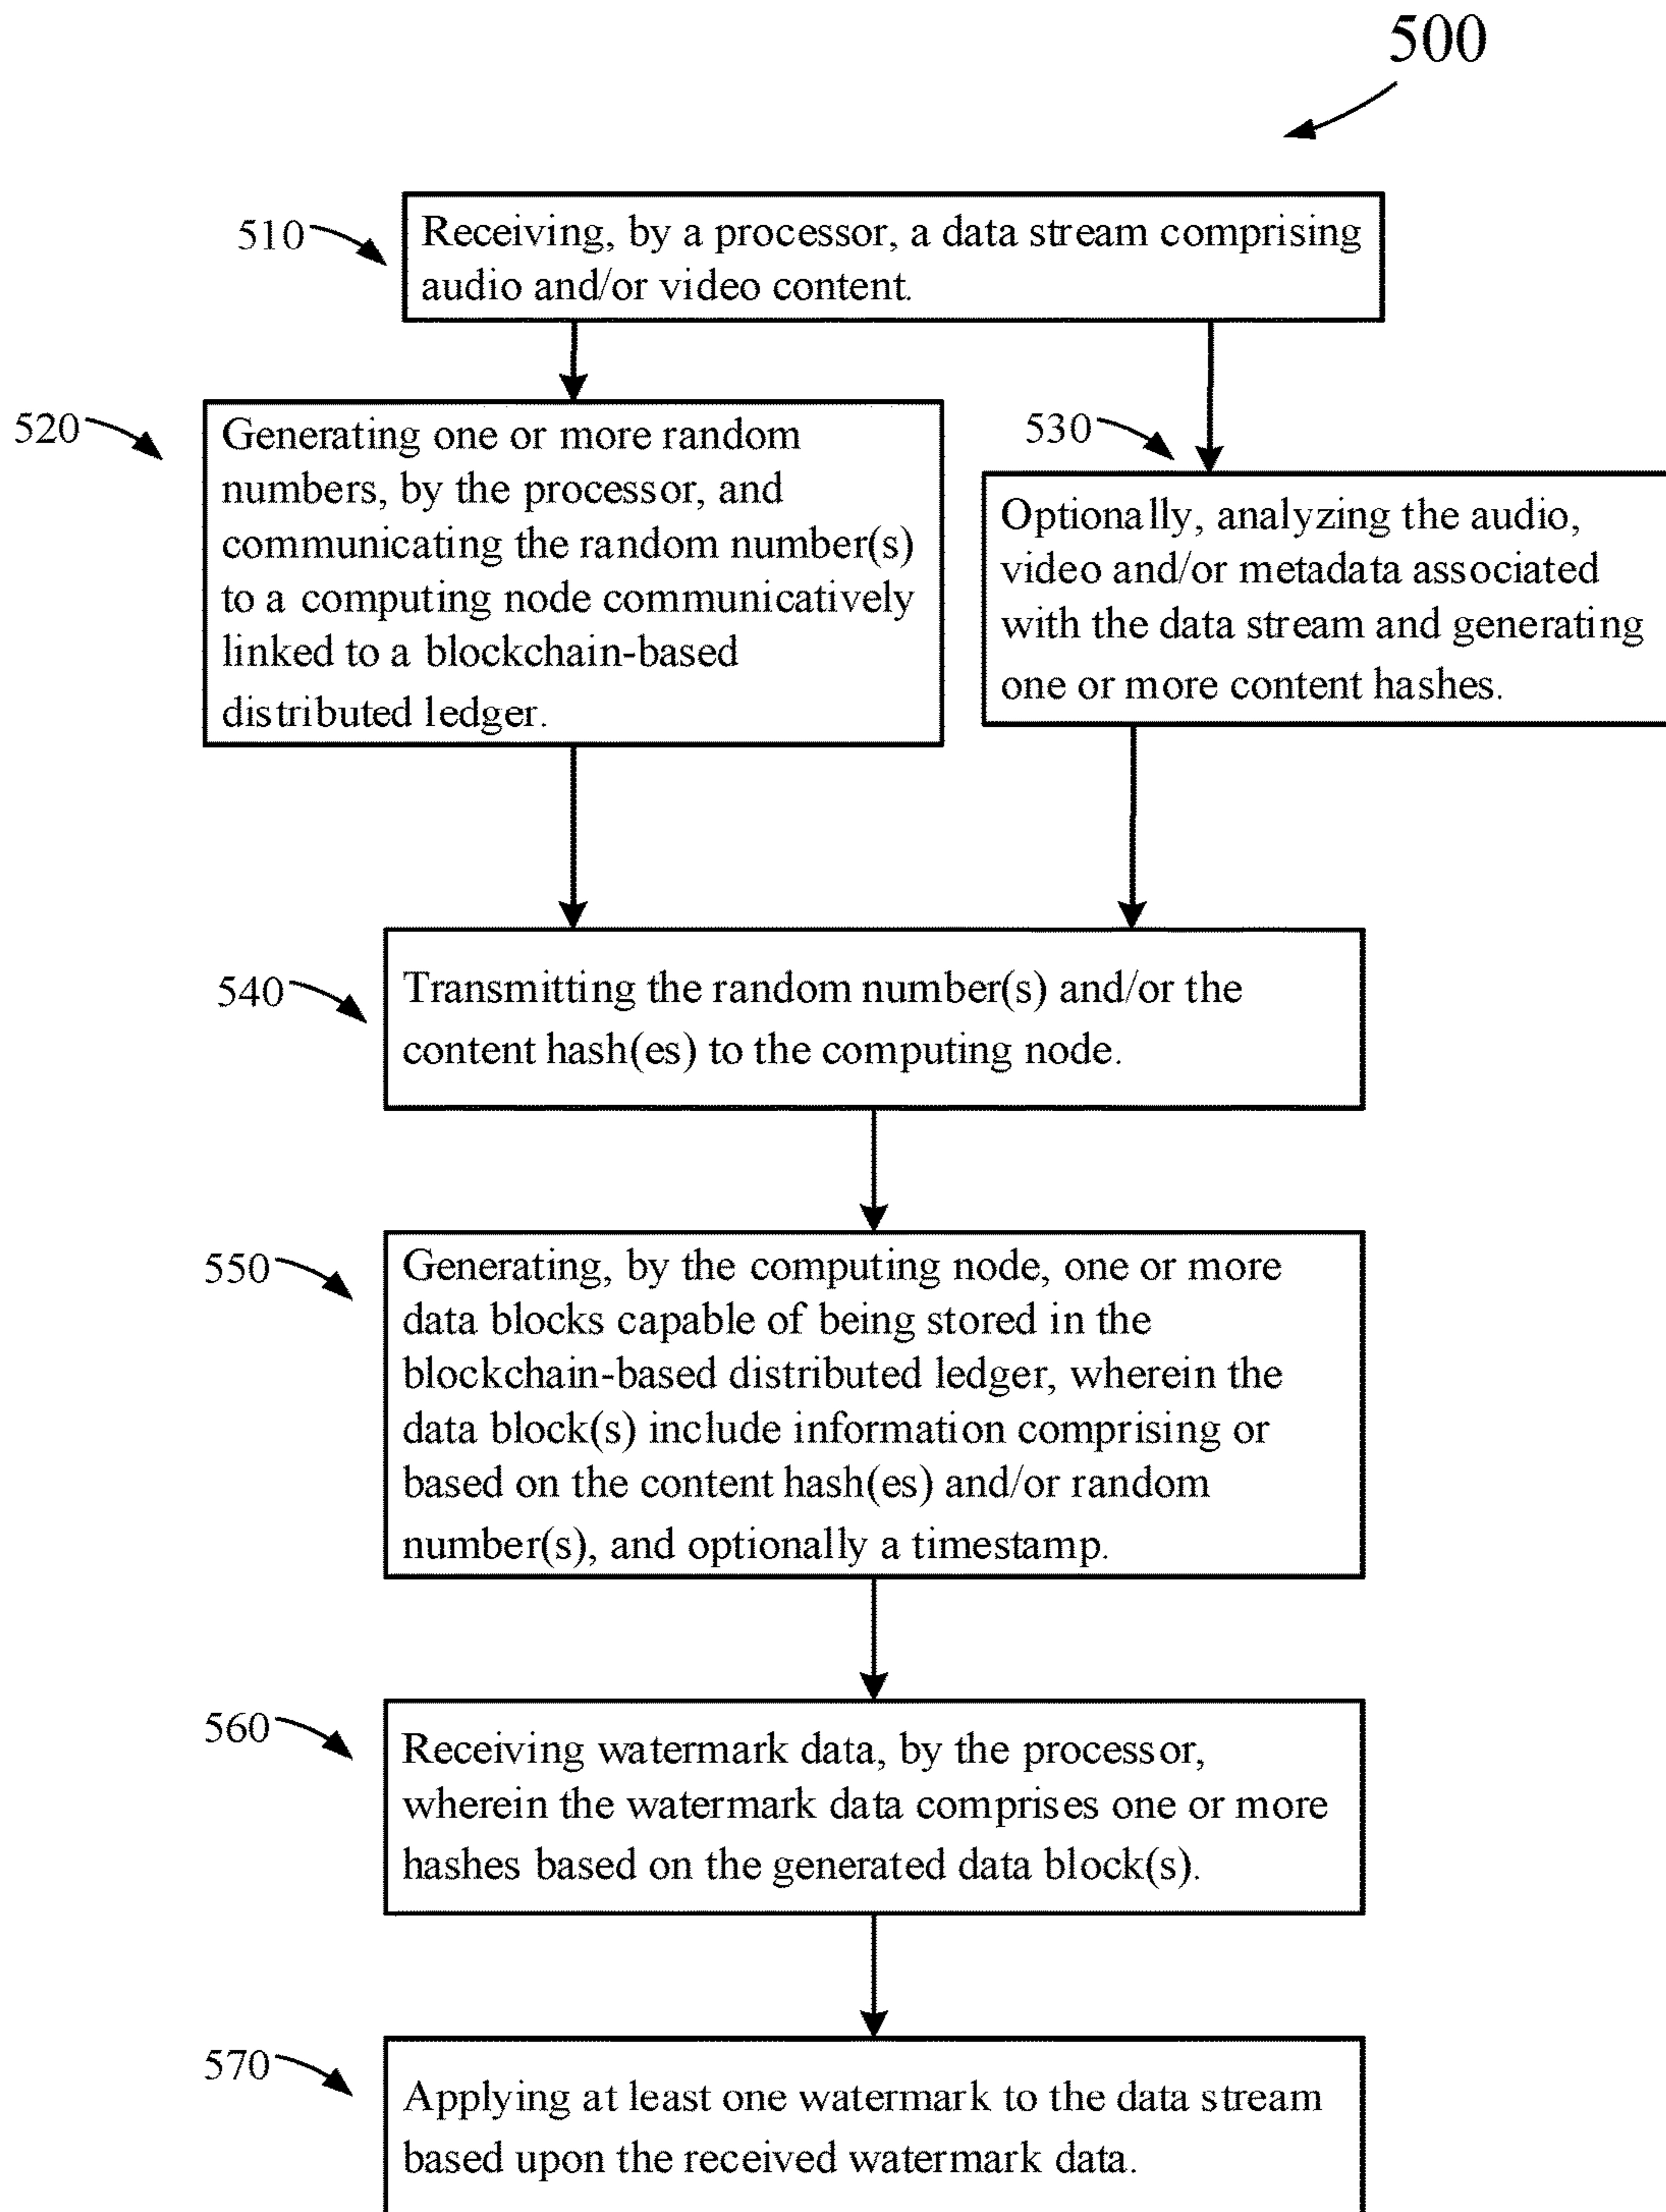 500
510
Receiving, by a processor, a data stream comprising
audio and/or video content.
520
Generating one or more random
numbers, by the processor, and
communicating the random number(s)
to a computing node communicatively
linked to a blockchain-based
distributed ledger.
530
Optionally, analyzing the audio,
video and/or metadata associated
with the data stream and generating
one or more content hashes.
540
Transmitting the random number(s) and/or the
content hash(es) to the computing node.
550
Generating, by the computing node, one or more
data blocks capable of being stored in the
blockchain-based distributed ledger, wherein the
data block(s) include information comprising or
based on the content hash(es) and/or random
number(s), and optionally a timestamp.
560
Receiving watermark data, by the processor,
wherein the watermark data comprises one or more
hashes based on the generated data block(s).
570
Applying at least one watermark to the data stream
based upon the received watermark data.